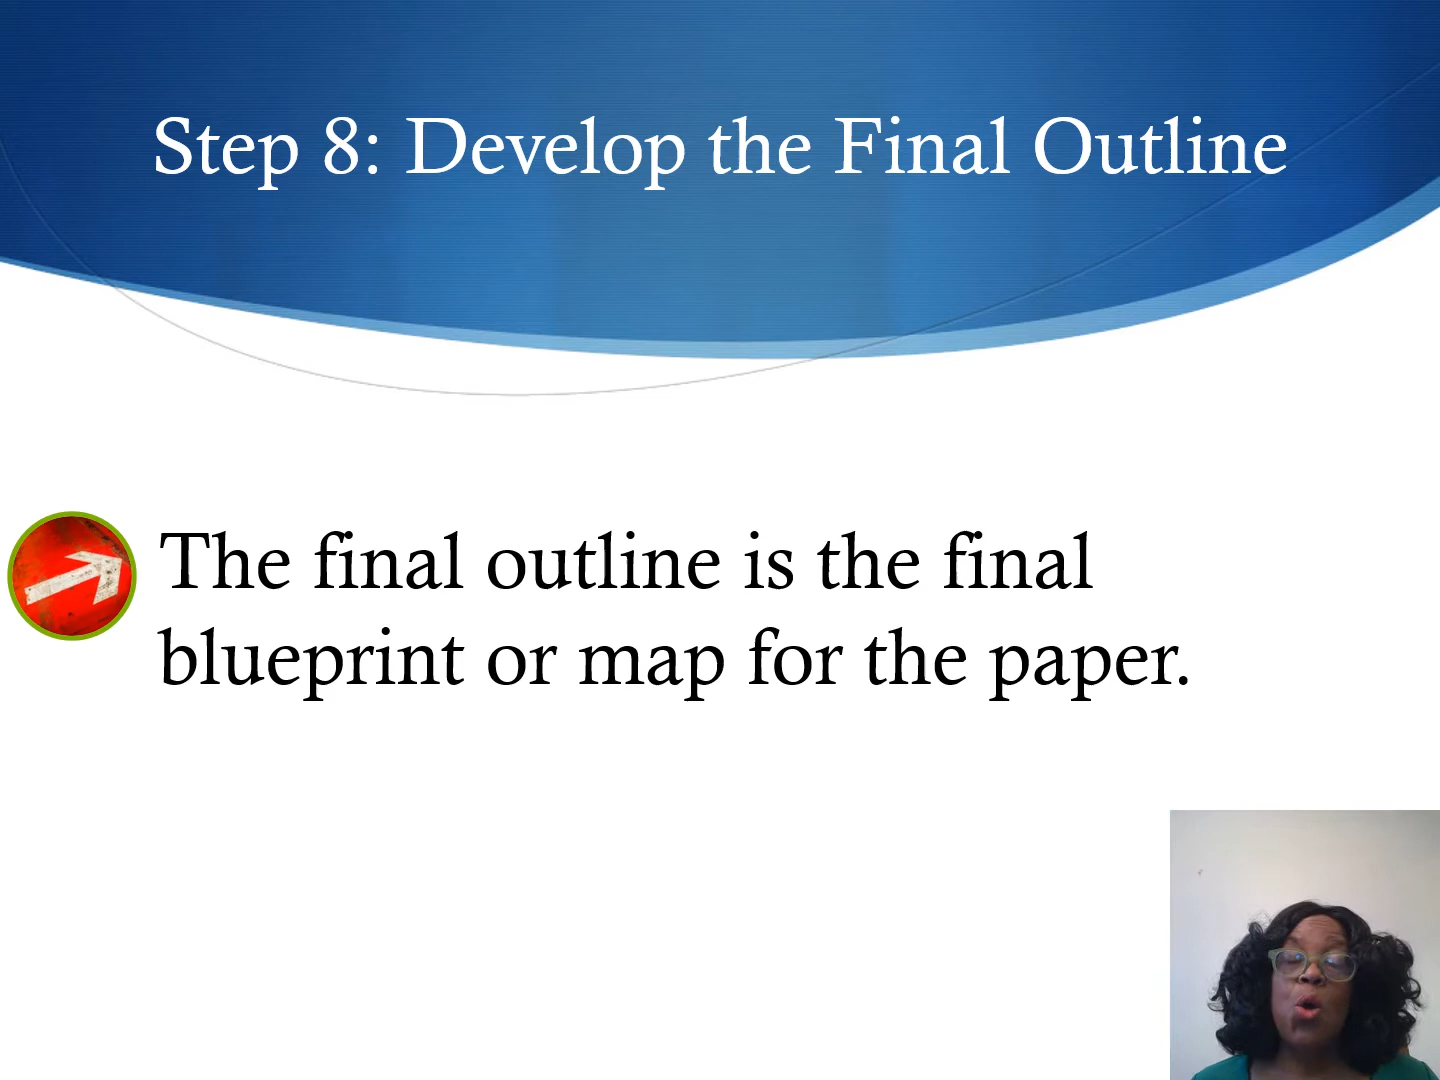 Step 8: Develop the Final Outline
The final outline is the final
blueprint or map for the paper.